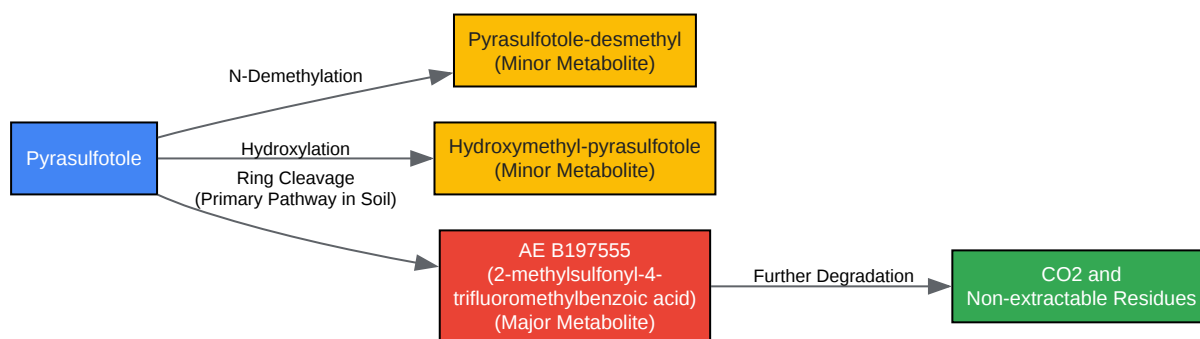 Pyrasulfotole-desmethyl
(Minor Metabolite)
N-Demethylation
Pyrasulfotole
Hydroxylation
Hydroxymethyl-pyrasulfotole
(Minor Metabolite)
Ring Cleavage
(Primary Pathway in Soil)
AE B197555
(2-methylsulfonyl-4-
trifluoromethylbenzoic acid)
(Major Metabolite)
Further Degradation
CO2 and
Non-extractable Residues